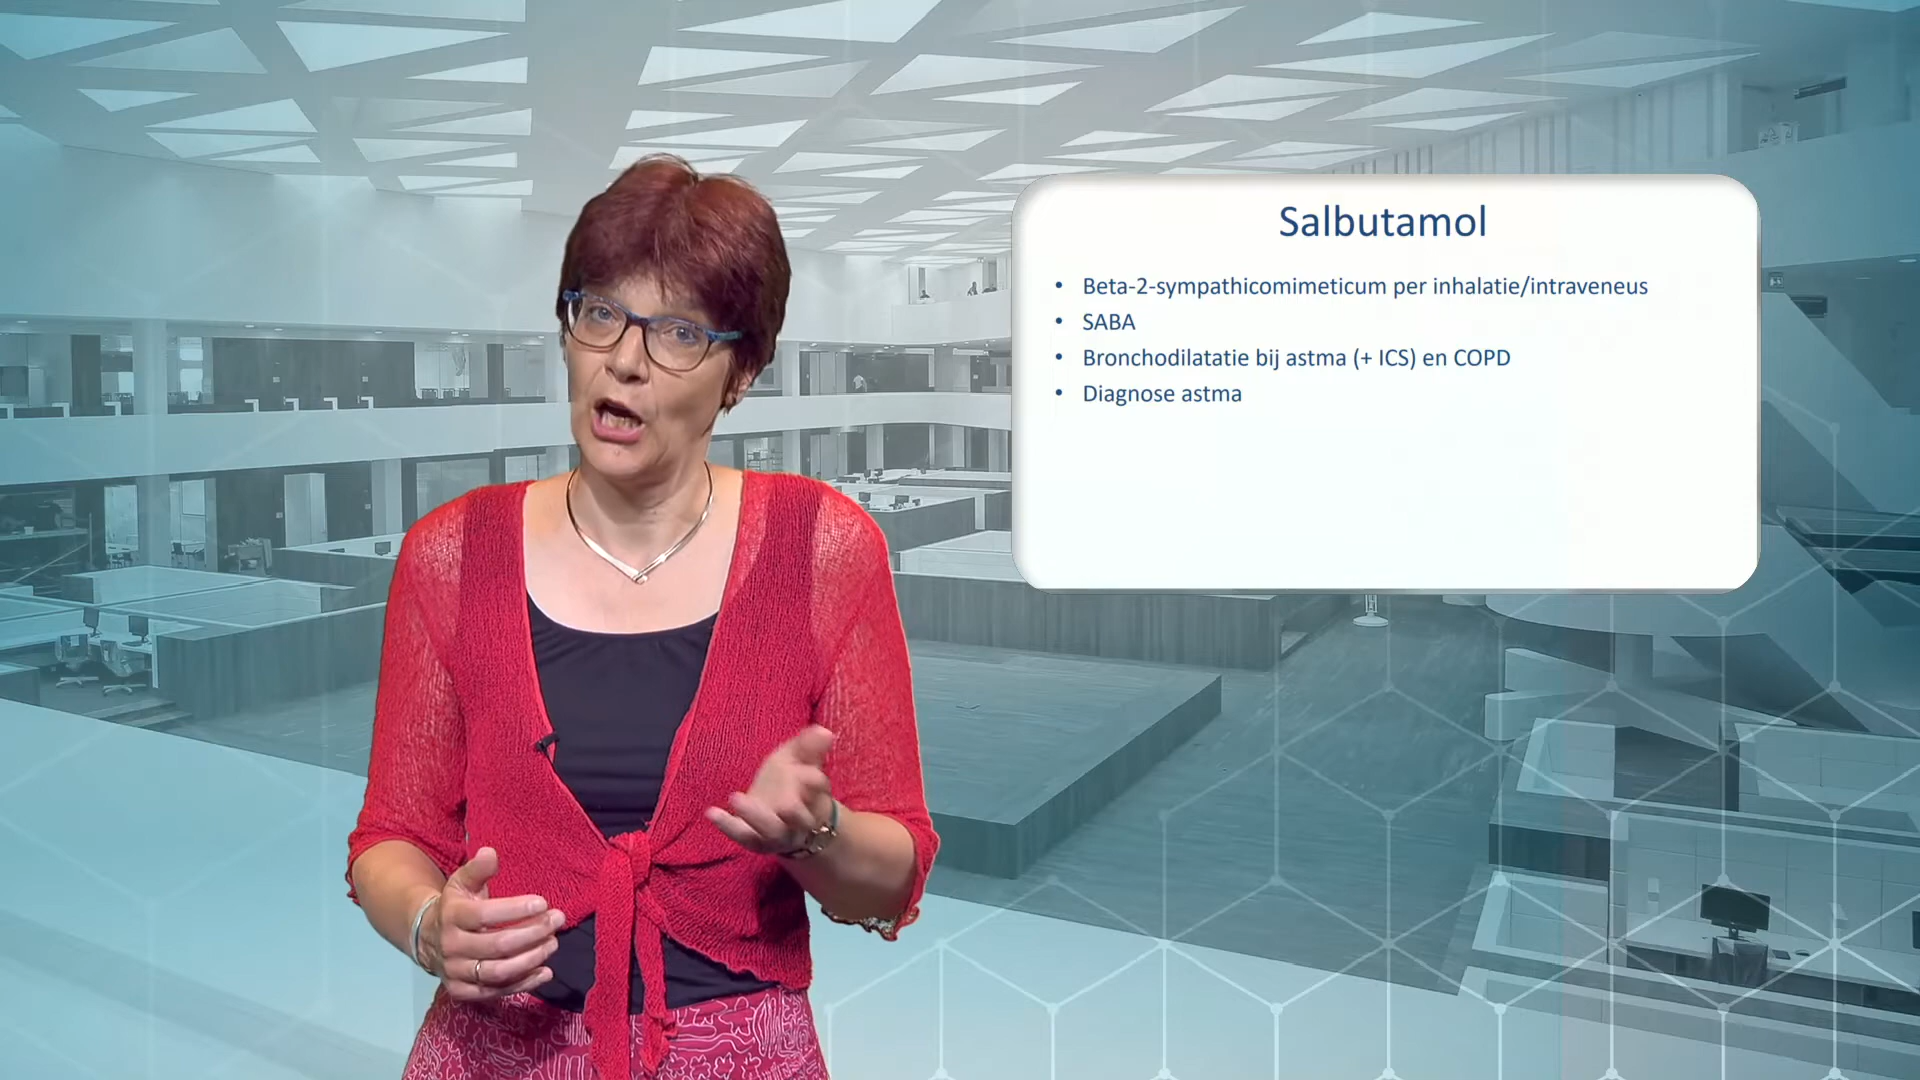 Salbutamol
• Beta-2-sympathicomimeticum per inhalatie/intraveneus
• SABA
• Bronchodilatatie bij astma (+ ICS) en COPD
• Diagnose astma